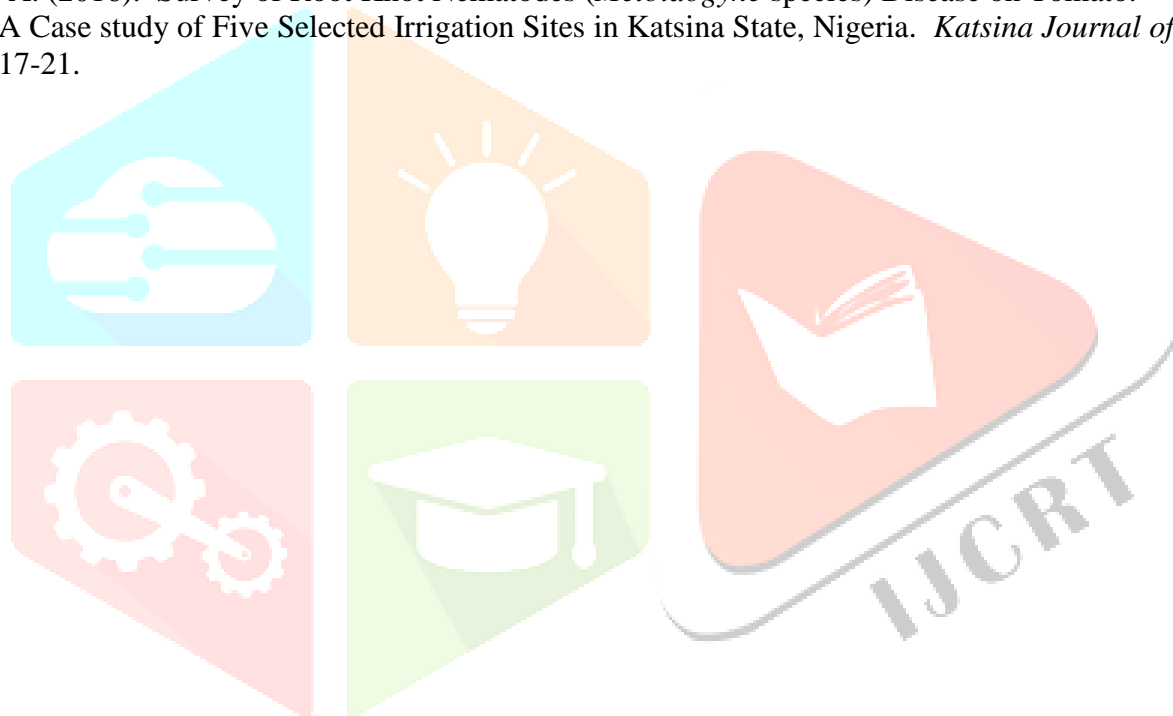 A. (2018). Survey of Root Knot Nematodes (Meloidogyne species) Disease on Tomato:
A Case study of Five Selected Irrigation Sites in Katsina State, Nigeria. Katsina Journal of
17-21.
IJCRT